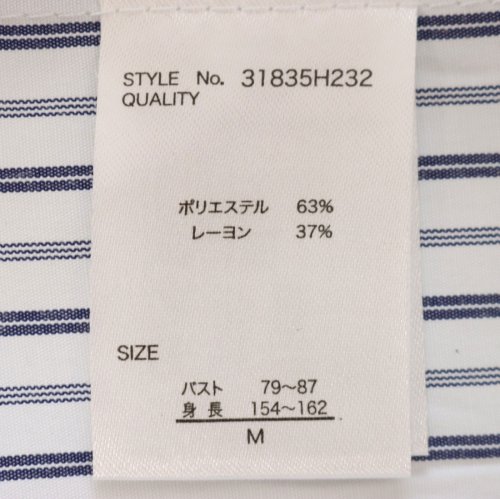 STYLE No. 31835H232
QUALITY
ポリエステル 63%
レーヨン 37%
SIZE
バスト 79～87
身長 154～162
M